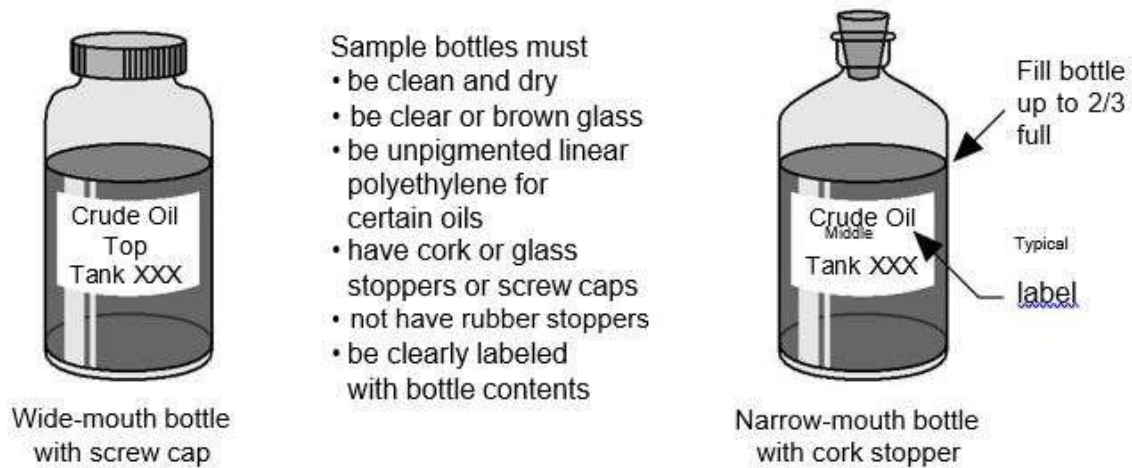 Crude Oil
Top
Tank XXX
Wide-mouth bottle
with screw cap
Sample bottles must
• be clean and dry
• be clear or brown glass
• be unpigmented linear
polyethylene for
certain oils
• have cork or glass
stoppers or screw caps
• not have rubber stoppers
• be clearly labeled
with bottle contents
Crude Oil
Middle
Tank XXX
Narrow-mouth bottle
with cork stopper
Fill bottle
up to 2/3
full
Typical
label